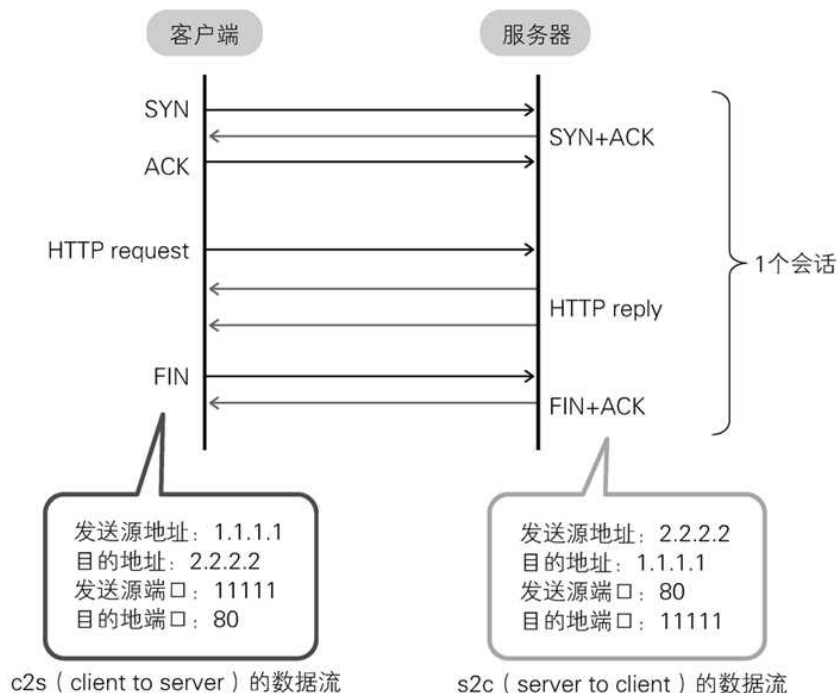 客户端
服务器
SYN
SYN+ACK
ACK
HTTP request
1个会话
HTTP reply
FIN
FIN+ACK
发送源地址：1.1.1.1
目的地址：2.2.2.2
发送源端口：11111
目的地端口：80
发送源地址：2.2.2.2
目的地址：1.1.1.1
发送源端口：80
目的地端口：11111
c2s（client to server）的数据流
s2c（server to client）的数据流